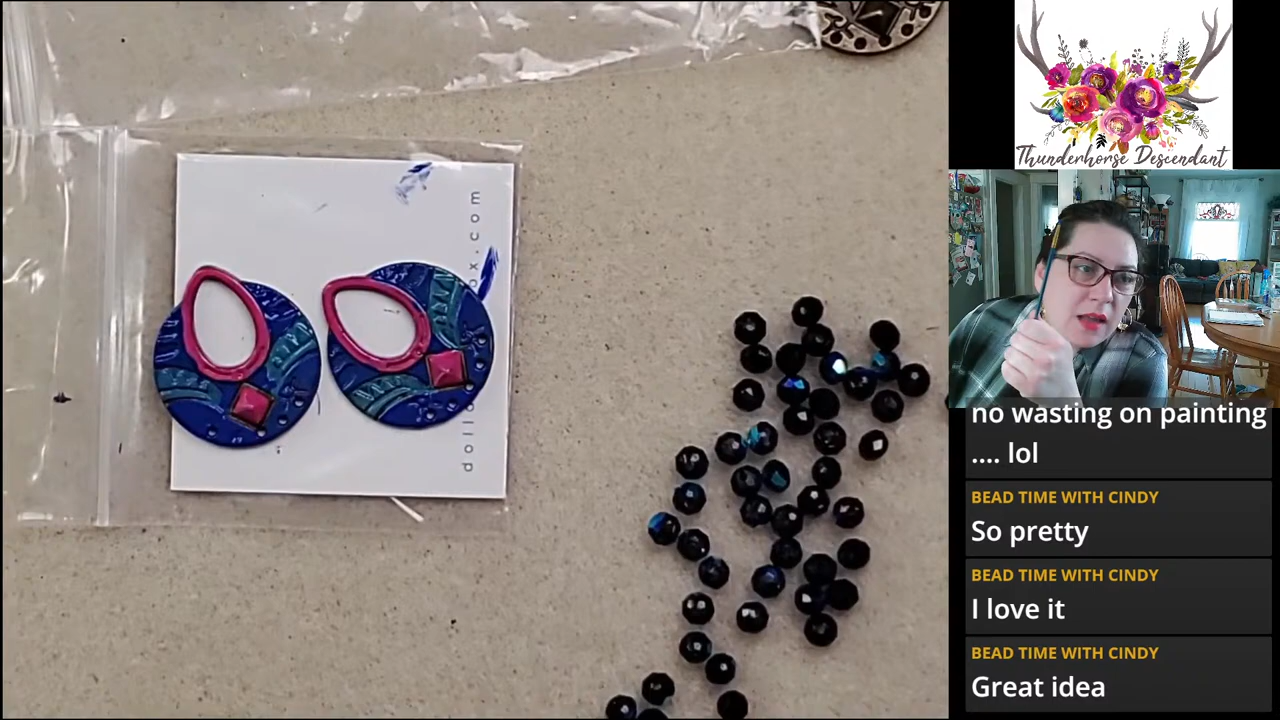 Thunderhorse Descendant
no wasting on painting
.... lol
BEAD TIME WITH CINDY
So pretty
BEAD TIME WITH CINDY
I love it
BEAD TIME WITH CINDY
Great idea